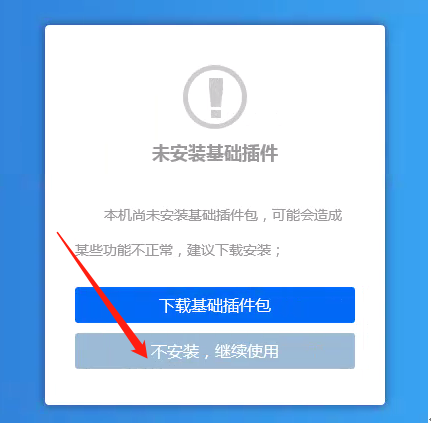 未安装基础插件
本机尚未安装基础插件包，可能会造成
某些功能不正常，建议下载安装；
下载基础插件包
不安装，继续使用